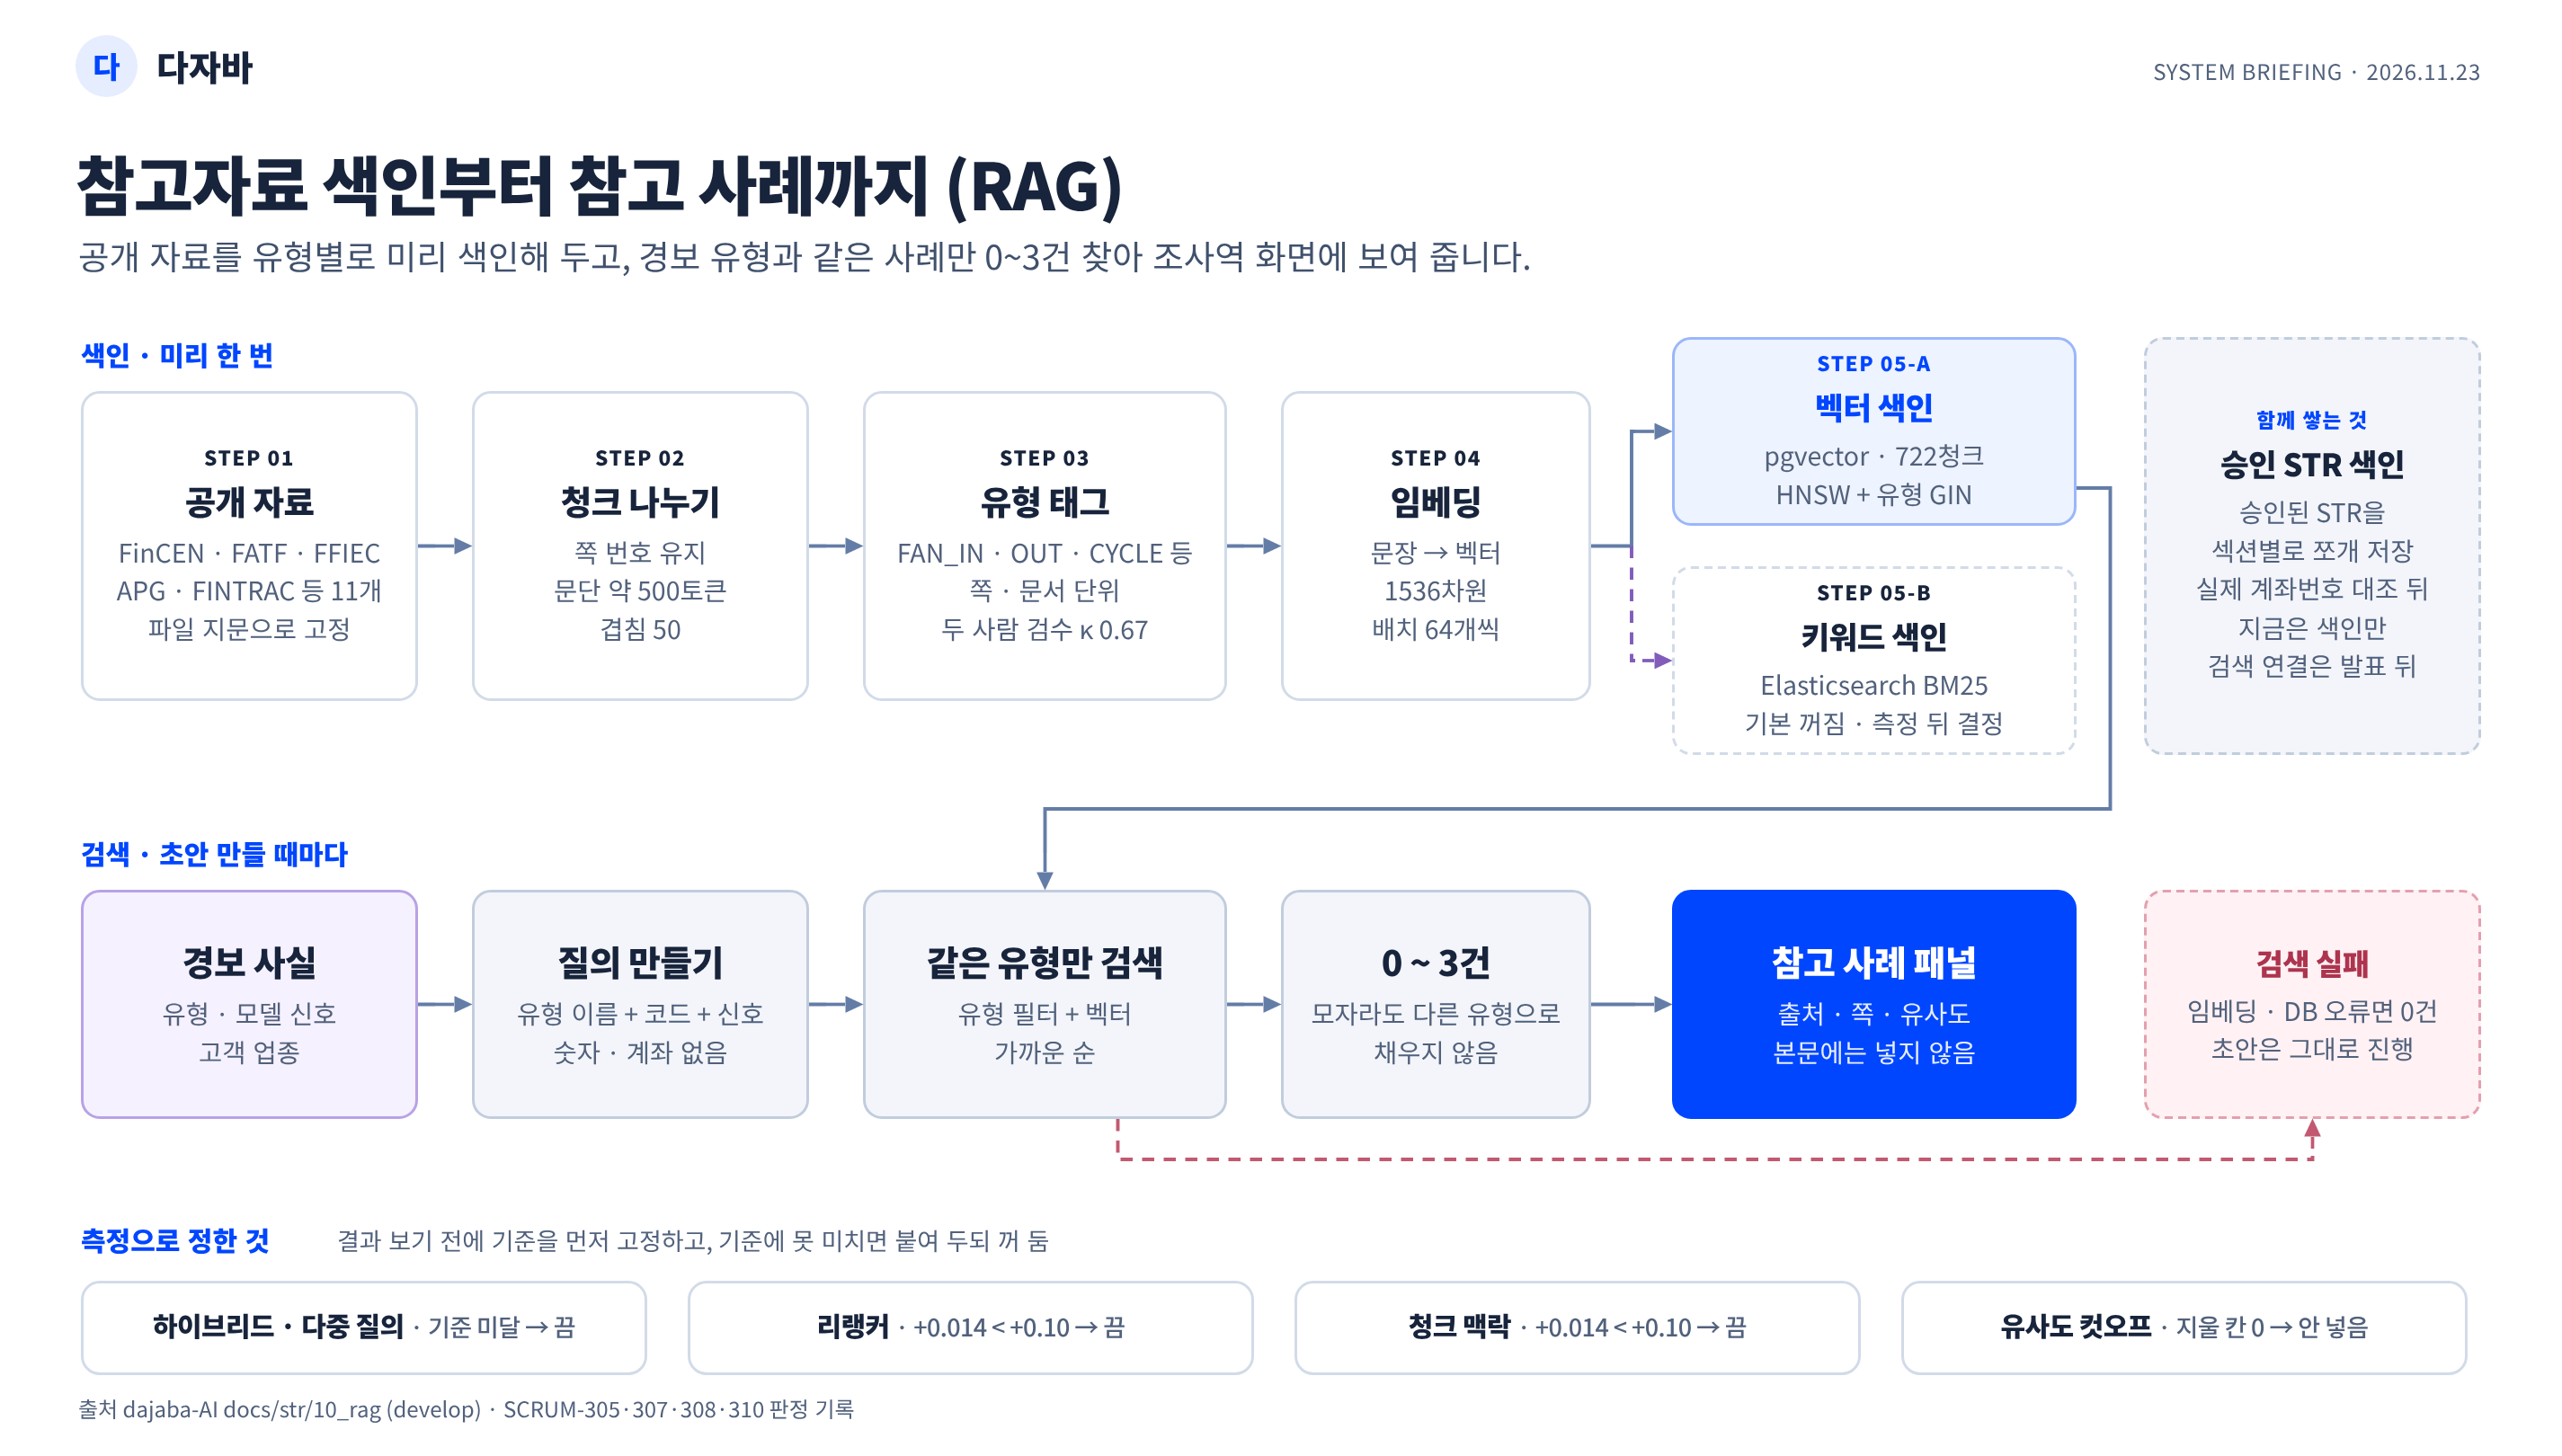 다 다자바
SYSTEM BRIEFING · 2026.11.23
참고자료 색인부터 참고 사례까지 (RAG)
공개 자료를 유형별로 미리 색인해 두고, 경보 유형과 같은 사례만 0~3건 찾아 조사역 화면에 보여 줍니다.
색인 · 미리 한 번
STEP 01
공개 자료
FinCEN · FATF · FFIEC
APG · FINTRAC 등 11개
파일 지문으로 고정
STEP 02
청크 나누기
쪽 번호 유지
문단 약 500토큰
겹침 50
STEP 03
유형 태그
FAN_IN · OUT · CYCLE 등
쪽 · 문서 단위
두 사람 검수 κ 0.67
STEP 04
임베딩
문장 → 벡터
1536차원
배치 64개씩
STEP 05-A
벡터 색인
pgvector · 722청크
HNSW + 유형 GIN
STEP 05-B
키워드 색인
Elasticsearch BM25
기본 꺼짐 · 측정 뒤 결정
함께 쌓는 것
승인 STR 색인
승인된 STR을
섹션별로 쪼개 저장
실제 계좌번호 대조 뒤
지금은 색인만
검색 연결은 발표 뒤
검색 · 초안 만들 때마다
경보 사실
유형 · 모델 신호
고객 업종
질의 만들기
유형 이름 + 코드 + 신호
숫자 · 계좌 없음
같은 유형만 검색
유형 필터 + 벡터
가까운 순
0 ~ 3건
모자라도 다른 유형으로
채우지 않음
참고 사례 패널
출처 · 쪽 · 유사도
본문에는 넣지 않음
검색 실패
임베딩 · DB 오류면 0건
초안은 그대로 진행
측정으로 정한 것
결과 보기 전에 기준을 먼저 고정하고, 기준에 못 미치면 붙여 두되 꺼 둠
하이브리드 · 다중 질의 · 기준 미달 → 끔
리랭커 · +0.014 < +0.10 → 끔
청크 맥락 · +0.014 < +0.10 → 끔
유사도 컷오프 · 지울 칸 0 → 안 넣음
출처 dajaba-AI docs/str/10_rag (develop) · SCRUM-305·307·308·310 판정 기록